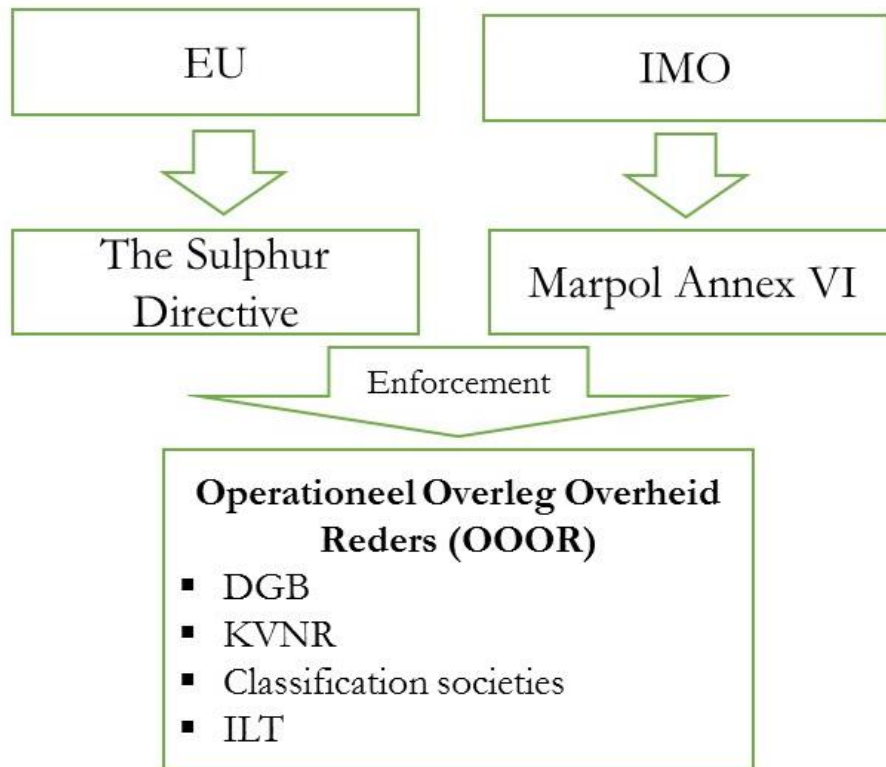 EU
IMO
The Sulphur
Directive
Marpol Annex VI
Enforcement
Operationeel Overleg Overheid
Reders (OOOR)
▪ DGB
▪ KVNR
▪ Classification societies
▪ ILT